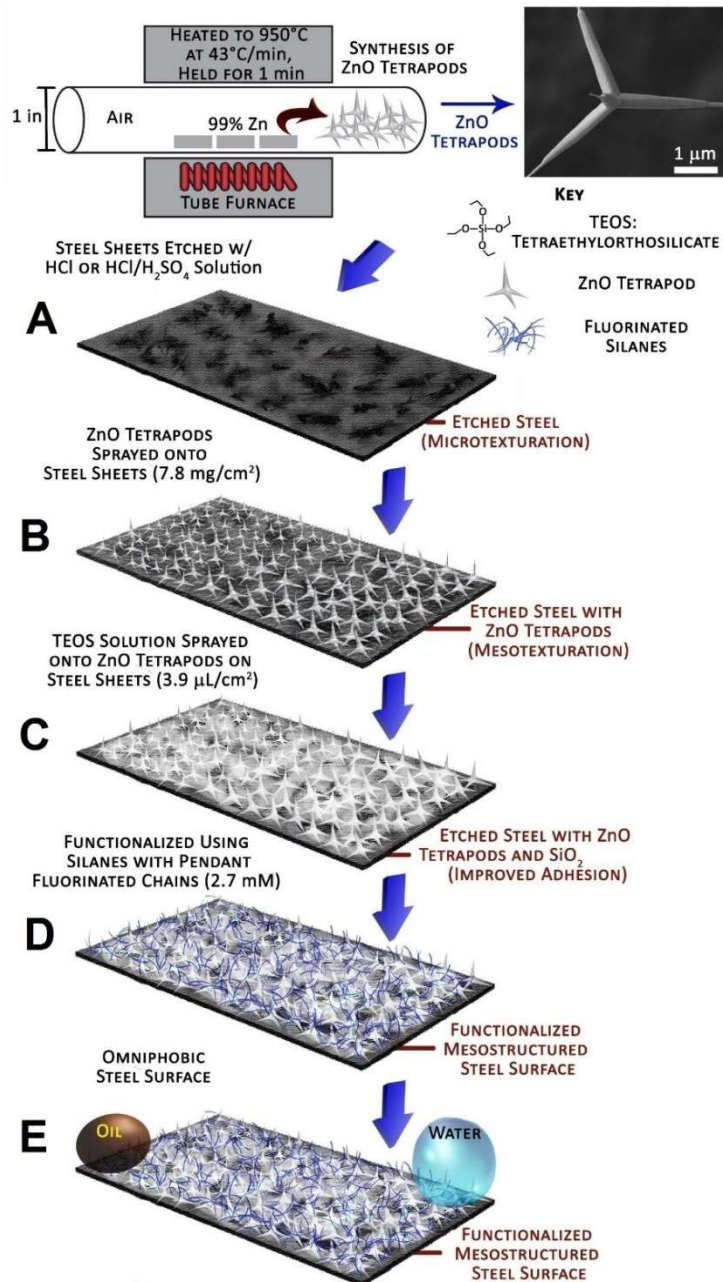 HEATED TO 950°C
AT 43°C/MIN,
HELD FOR 1 MIN
SYNTHESIS OF
ZnO TETRAPODS
1 IN
AIR
99% Zn
ZnO
TETRAPODS
1 μm
TUBE FURNACE
KEY
TEOS:
TETRAETHYLORTHOSILICATE
O
O
Si
O
O
ZnO TETRAPOD
FLUORINATED
SILANES
STEEL SHEETS ETCHED W/
HCl OR HCl/H₂SO₄ SOLUTION
A
ETCHED STEEL
(MICROTEXTURATION)
ZnO TETRAPODS
SPRAYED ONTO
STEEL SHEETS (7.8 mg/cm²)
B
ETCHED STEEL WITH
ZnO TETRAPODS
(MESOTEXTURATION)
TEOS SOLUTION SPRAYED
ONTO ZnO TETRAPODS ON
STEEL SHEETS (3.9 μL/cm²)
C
ETCHED STEEL WITH ZnO
TETRAPODS AND SiO₂
(IMPROVED ADHESION)
FUNCTIONALIZED USING
SILANES WITH PENDANT
FLUORINATED CHAINS (2.7 mM)
D
FUNCTIONALIZED
MESOSTRUCTURED
STEEL SURFACE
OMNIPHOBIC
STEEL SURFACE
E
OIL
WATER
FUNCTIONALIZED
MESOSTRUCTURED
STEEL SURFACE